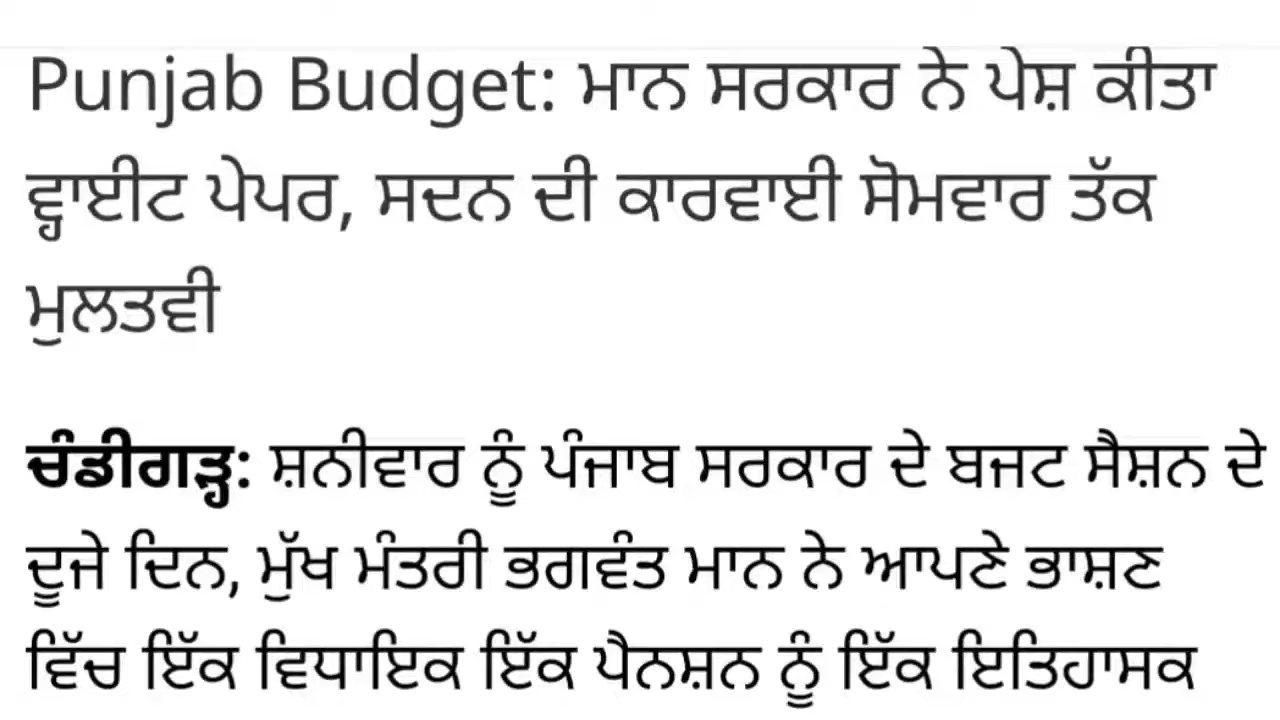 Punjab Budget: ਮਾਨ ਸਰਕਾਰ ਨੇ ਪੇਸ਼ ਕੀਤਾ
ਵ੍ਹਾਈਟ ਪੇਪਰ, ਸਦਨ ਦੀ ਕਾਰਵਾਈ ਸੋਮਵਾਰ ਤੱਕ
ਮੁਲਤਵੀ
ਚੰਡੀਗੜ੍ਹ: ਸ਼ਨੀਵਾਰ ਨੂੰ ਪੰਜਾਬ ਸਰਕਾਰ ਦੇ ਬਜਟ ਸੈਸ਼ਨ ਦੇ
ਦੂਜੇ ਦਿਨ, ਮੁੱਖ ਮੰਤਰੀ ਭਗਵੰਤ ਮਾਨ ਨੇ ਆਪਣੇ ਭਾਸ਼ਣ
ਵਿੱਚ ਇੱਕ ਵਿਧਾਇਕ ਇੱਕ ਪੈਨਸ਼ਨ ਨੂੰ ਇੱਕ ਇਤਿਹਾਸਕ